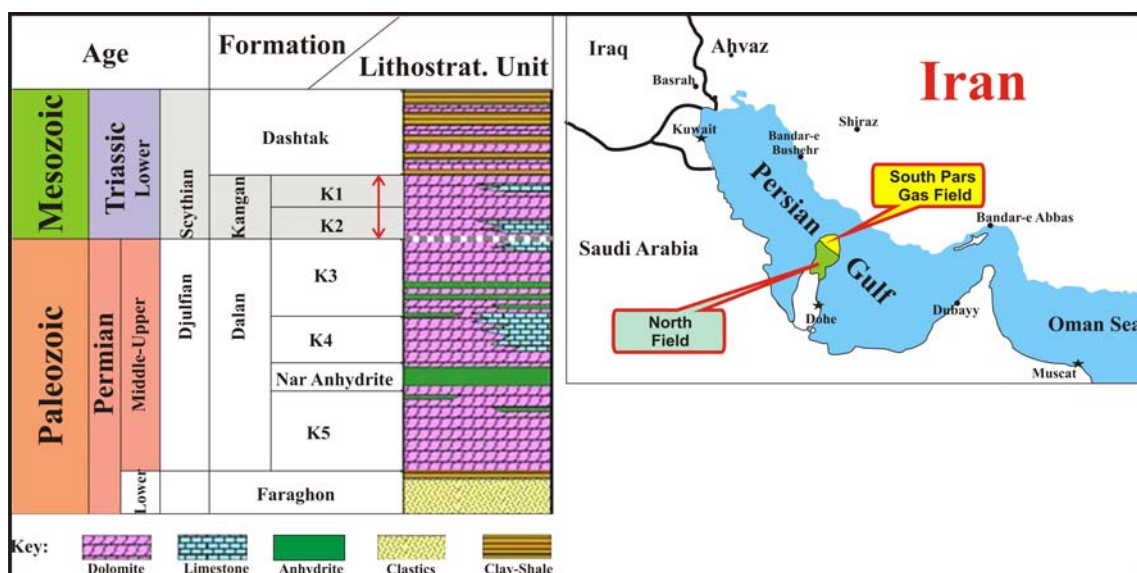 Age
Formation
Lithostrat. Unit
Mesozoic
Triassic
Lower
Scythian
Dashtak
Kangan
K1
K2
Paleozoic
Permian
Middle-Upper
Djulfian
Dalan
K3
K4
Nar Anhydrite
K5
Lower
Faraghon
Key:
Dolomite
Limestone
Anhydrite
Clastics
Clay-Shale
Iraq
Ahvaz
Iran
Basrah
Kuwait
Shiraz
Bandar-e
Bushehr
South Pars
Gas Field
Persian
Gulf
Bandar-e Abbas
Saudi Arabia
North
Field
Dohe
Dubayy
Oman Sea
Muscat